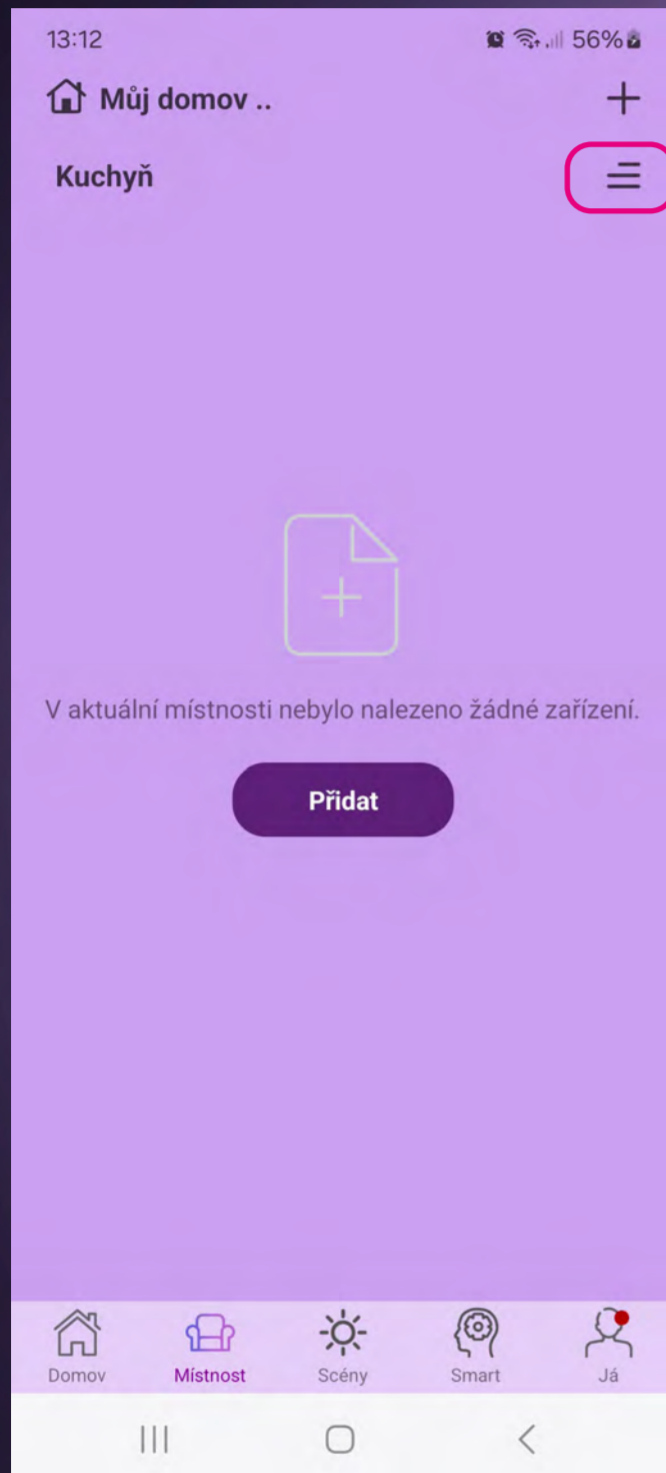 13:12
56%
Můj domov ..
Kuchyň
V aktuální místnosti nebylo nalezeno žádné zařízení.
Přidat
Domov
Místnost
Scény
Smart
Já